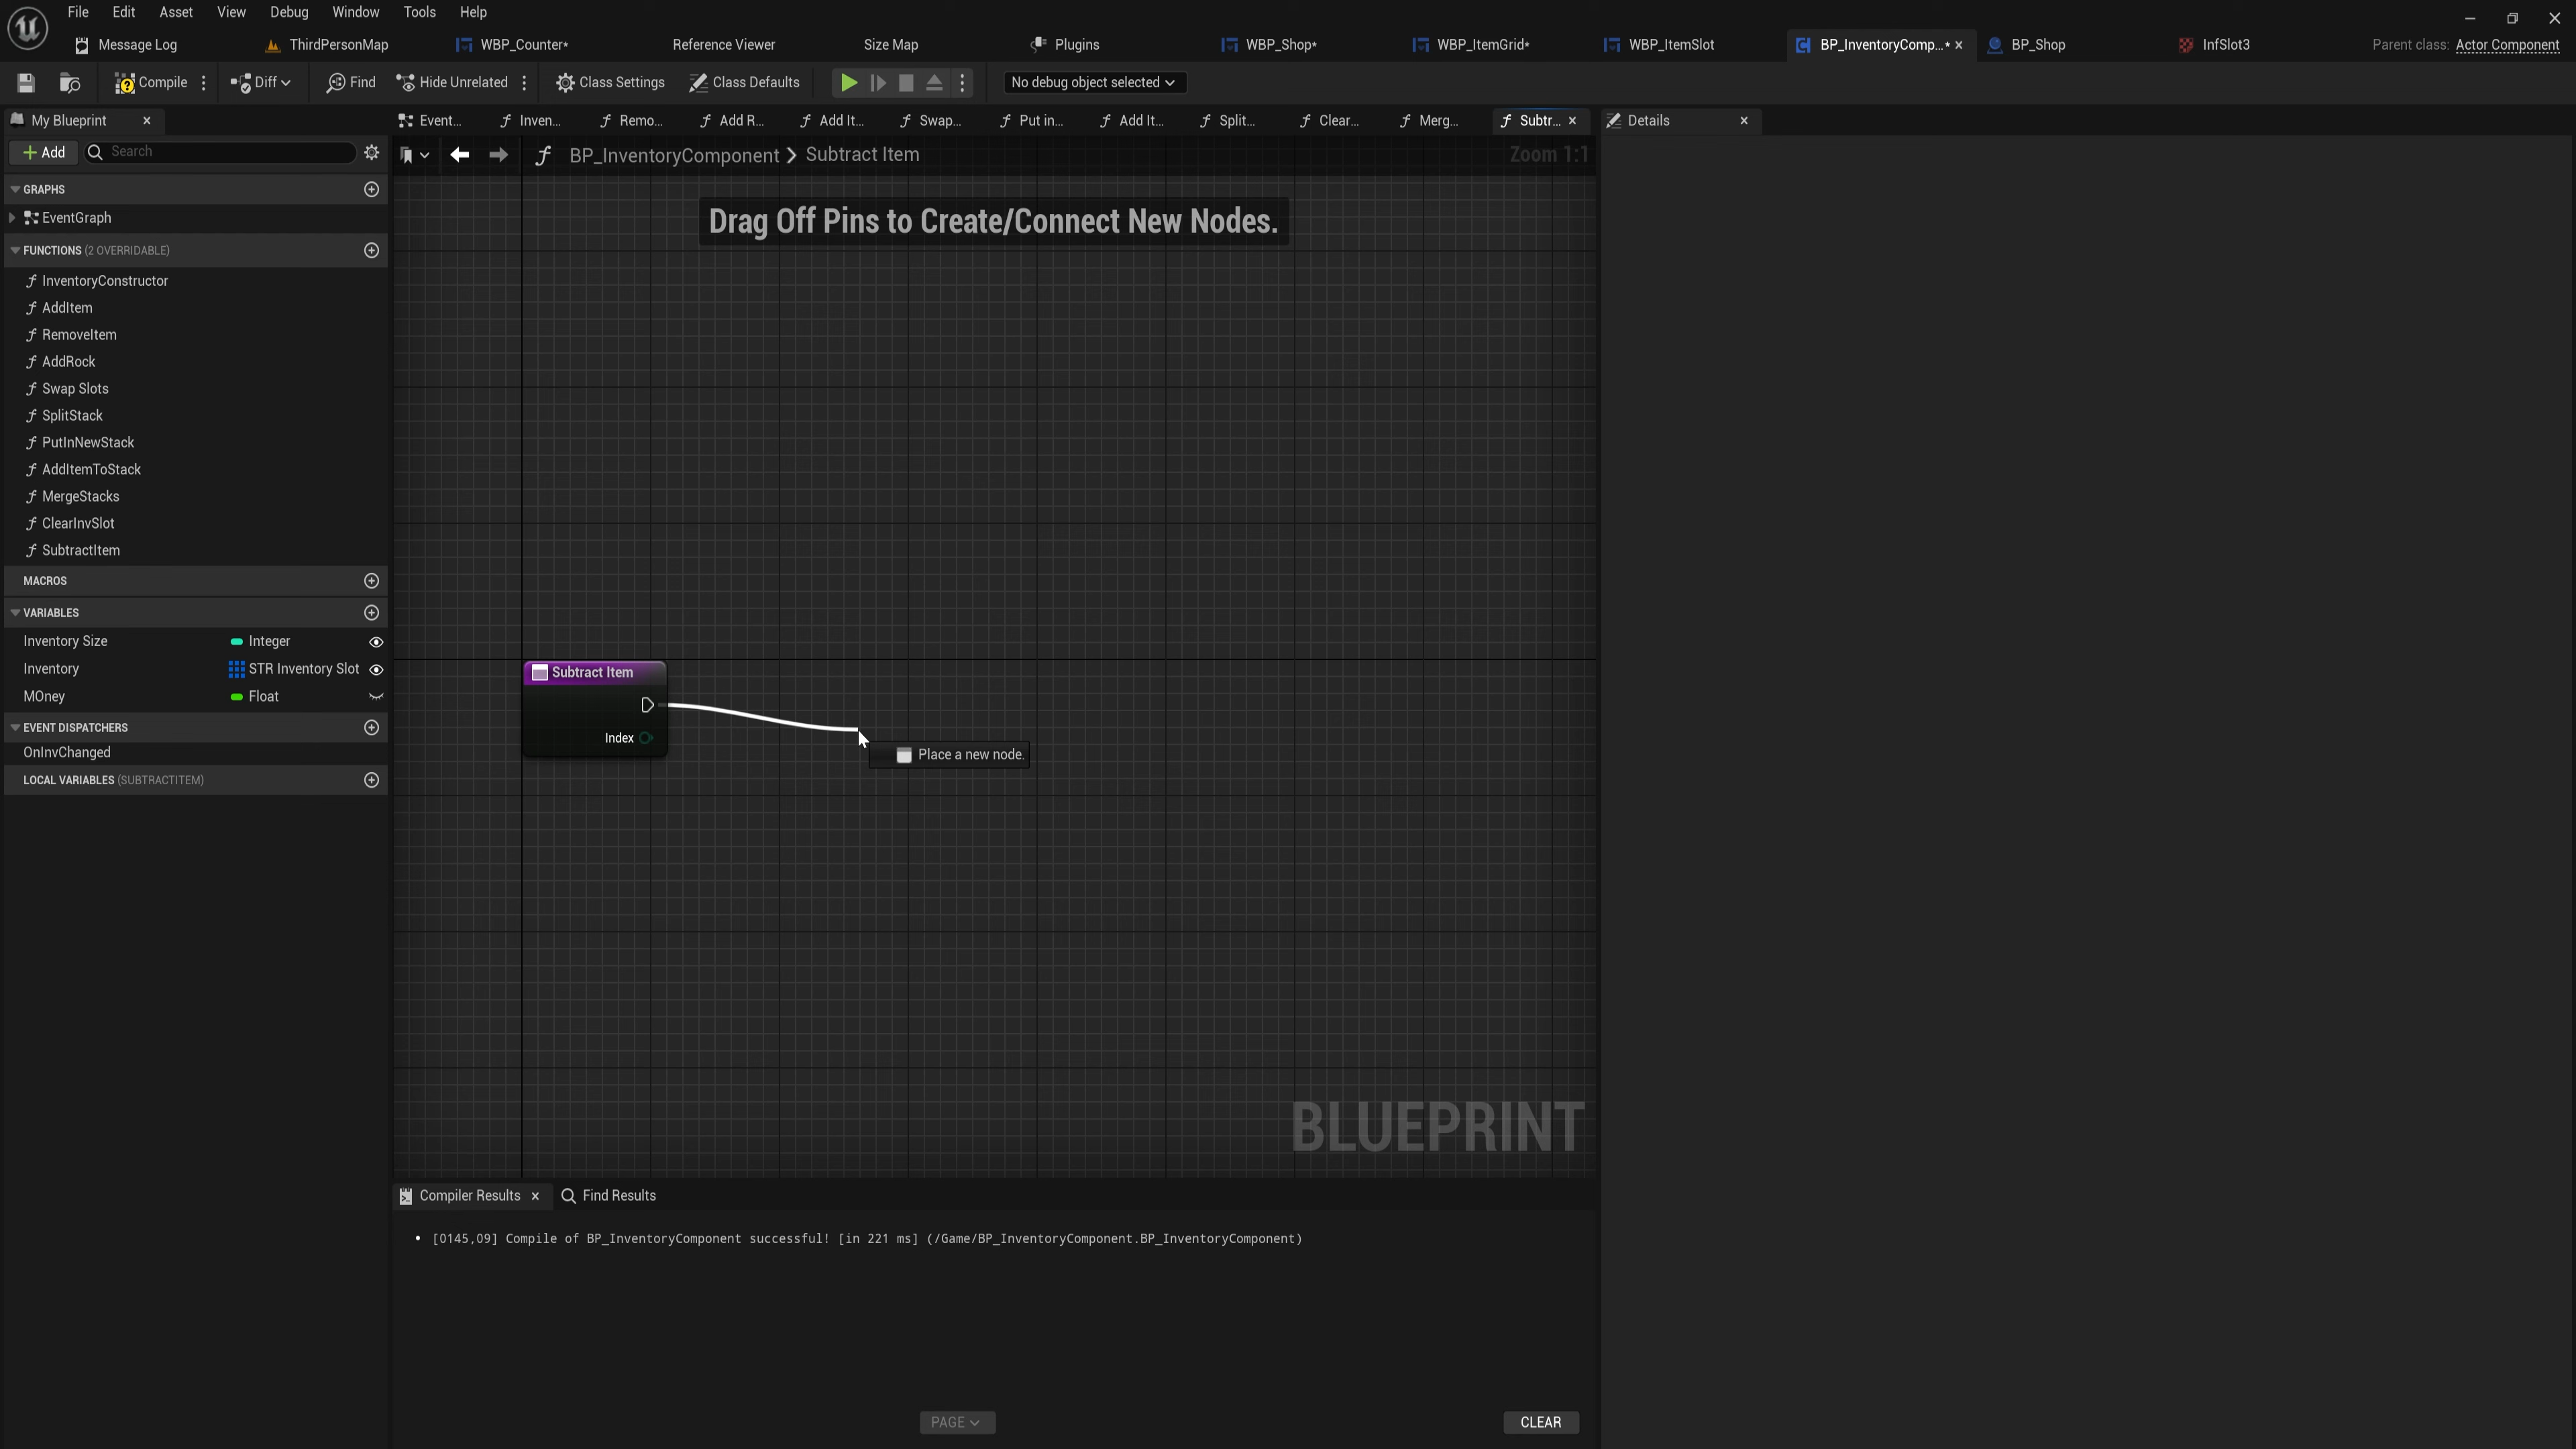 File Edit Asset View Debug Window Tools Help
Message Log ThirdPersonMap WBP_Counter* Reference Viewer Size Map Plugins WBP_Shop* WBP_ItemGrid* WBP_ItemSlot BP_InventoryComp...* BP_Shop InfSlot3 Parent class: Actor Component
Compile Diff Find Hide Unrelated Class Settings Class Defaults No debug object selected
My Blueprint Event... Inven... Remo... Add R... Add It... Swap... Put in... Add It... Split... Clear... Merg... Subtr... Details
Add Search BP_InventoryComponent > Subtract Item Zoom 1:1
GRAPHS
EventGraph
Drag Off Pins to Create/Connect New Nodes.
FUNCTIONS (2 OVERRIDABLE)
InventoryConstructor
AddItem
RemoveItem
AddRock
Swap Slots
SplitStack
PutInNewStack
AddItemToStack
MergeStacks
ClearInvSlot
SubtractItem
MACROS
VARIABLES
Inventory Size Integer
Inventory STR Inventory Slot
MOney Float
EVENT DISPATCHERS
OnInvChanged
LOCAL VARIABLES (SUBTRACTITEM)
Subtract Item
Index
Place a new node.
BLUEPRINT
Compiler Results Find Results
[0145,09] Compile of BP_InventoryComponent successful! [in 221 ms] (/Game/BP_InventoryComponent.BP_InventoryComponent)
PAGE CLEAR